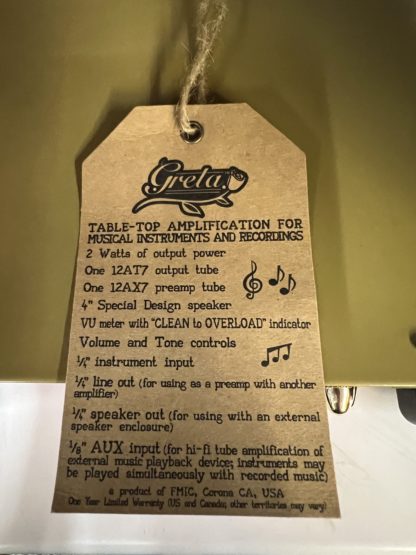 Greta
TABLE-TOP AMPLIFICATION FOR
MUSICAL INSTRUMENTS AND RECORDINGS
2 Watts of output power
One 12AT7 output tube
One 12AX7 preamp tube
4" Special Design speaker
VU meter with "CLEAN to OVERLOAD" indicator
Volume and Tone controls
1/4" instrument input
1/4" line out (for using as a preamp with another
amplifier)
1/4" speaker out (for using with an external
speaker enclosure)
1/8" AUX input (for hi-fi tube amplification of
external music playback device; instruments may
be played simultaneously with recorded music)
a product of FMIC, Corona CA, USA
One Year Limited Warranty (US and Canada; other territories may vary)